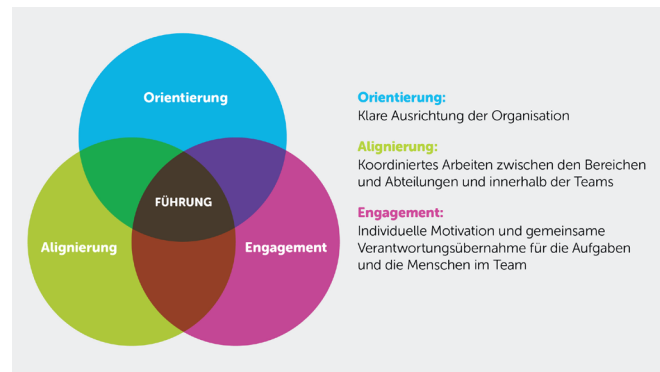 Orientierung
FÜHRUNG
Alignierung
Engagement
Orientierung:
Klare Ausrichtung der Organisation
Alignierung:
Koordiniertes Arbeiten zwischen den Bereichen
und Abteilungen und innerhalb der Teams
Engagement:
Individuelle Motivation und gemeinsame
Verantwortungsübernahme für die Aufgaben
und die Menschen im Team